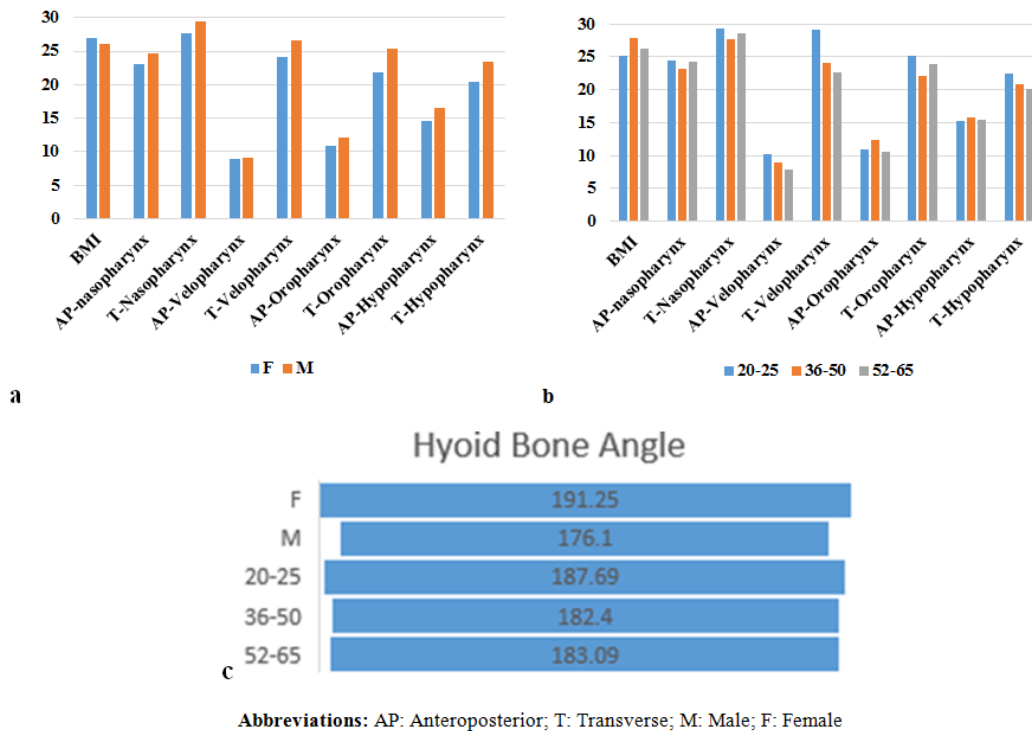 30
25
20
15
10
5
0
BMI
AP-nasopharynx
T-Nasopharynx
AP-Velopharynx
T-Velopharynx
AP-Oropharynx
T-Oropharynx
AP-Hypopharynx
T-Hypopharynx
F M
a
30
25
20
15
10
5
0
BMI
AP-nasopharynx
T-Nasopharynx
AP-Velopharynx
T-Velopharynx
AP-Oropharynx
T-Oropharynx
AP-Hypopharynx
T-Hypopharynx
20-25 36-50 52-65
b
Hyoid Bone Angle
F 191.25
M 176.1
20-25 187.69
36-50 182.4
52-65 183.09
c
Abbreviations: AP: Anteroposterior; T: Transverse; M: Male; F: Female